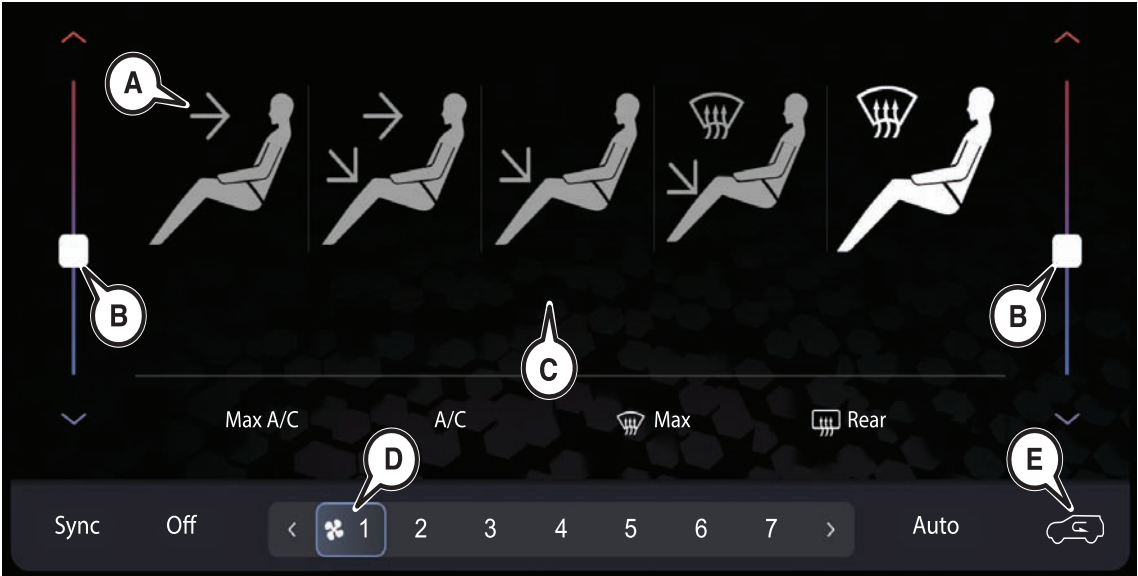 A
B B
C
Max A/C A/C Max Rear
D E
Sync Off 1 2 3 4 5 6 7 Auto